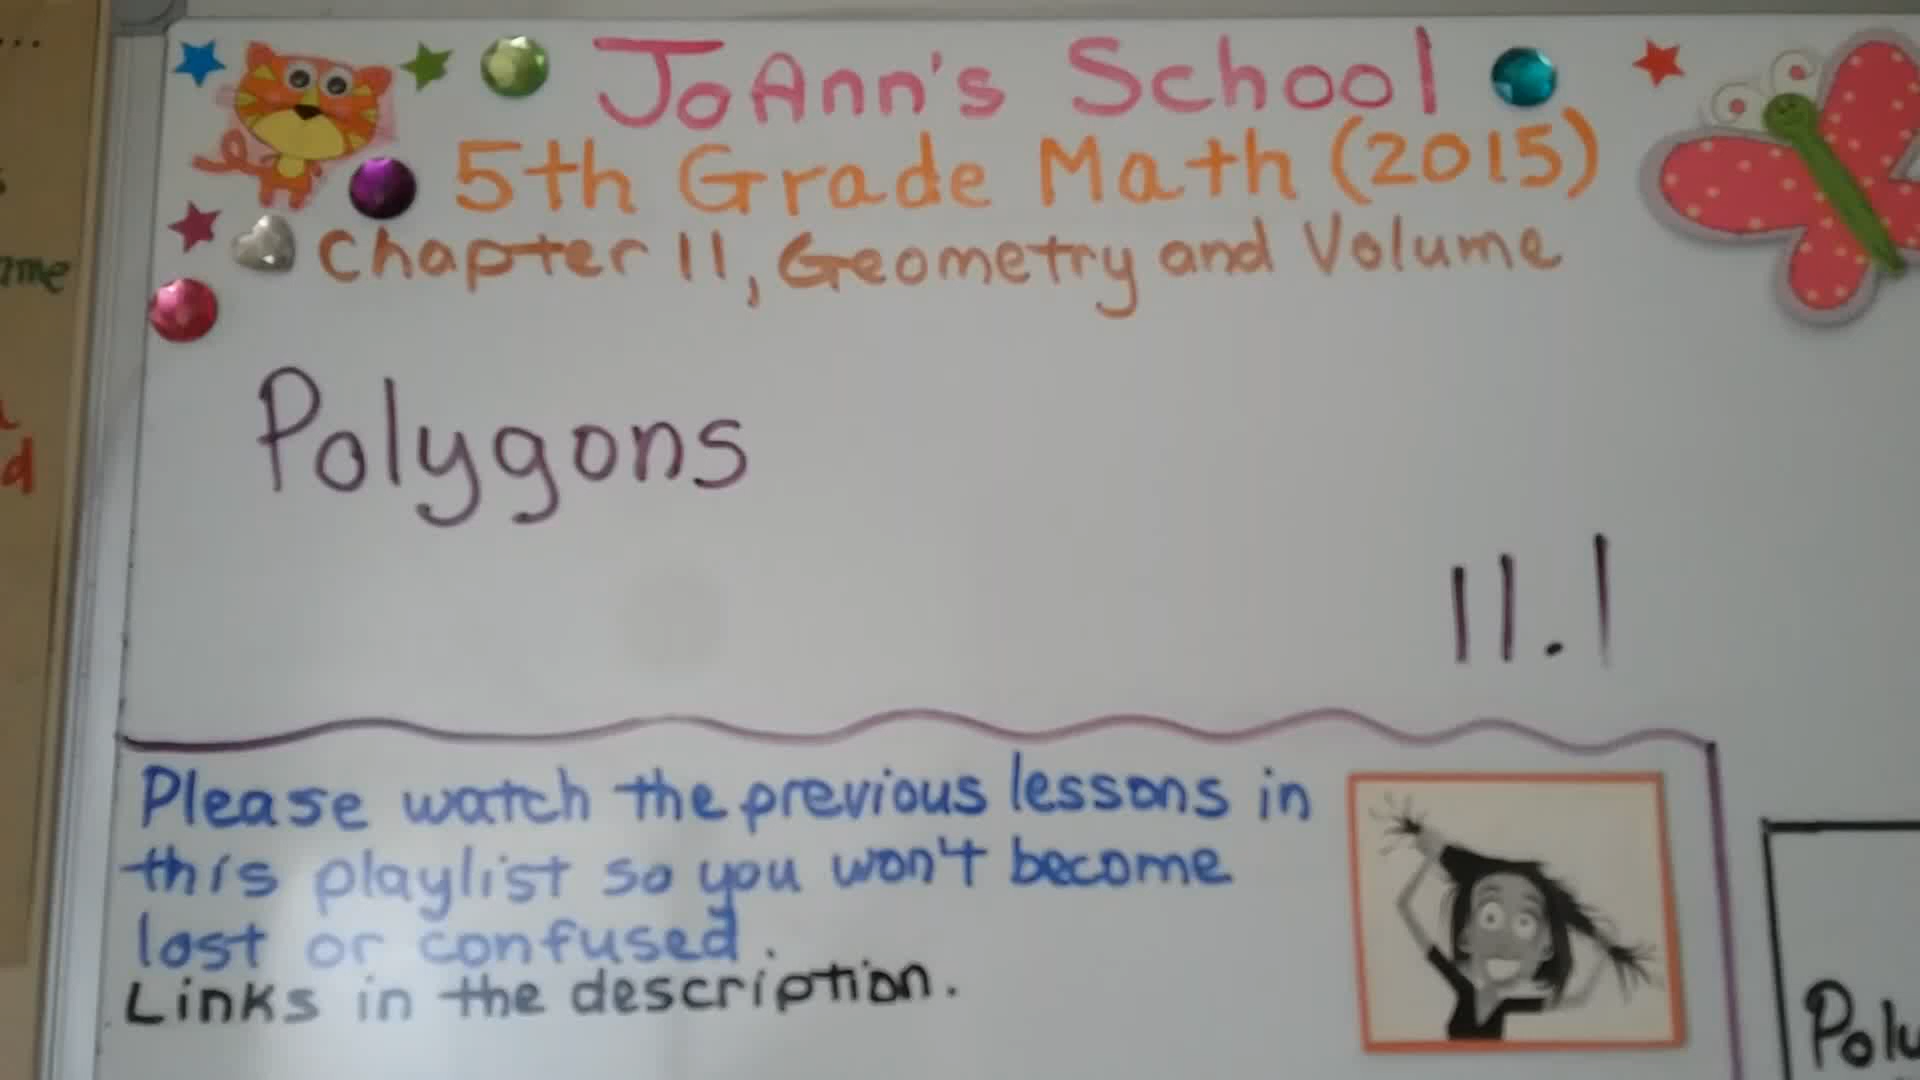 JoAnn's School
5th Grade Math (2015)
Chapter 11, Geometry and Volume
Polygons
11.1
Please watch the previous lessons in
this playlist so you won't become
lost or confused.
Links in the description.